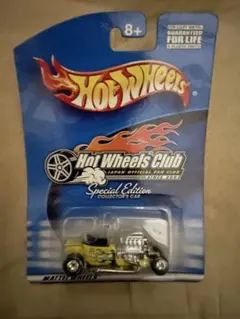 8+
GUARANTEED
FOR LIFE
Hot Wheels
Hot Wheels Club
JAPAN OFFICIAL FAN CLUB
Special Edition
COLLECTOR'S CAR
MATTEL WHEELS